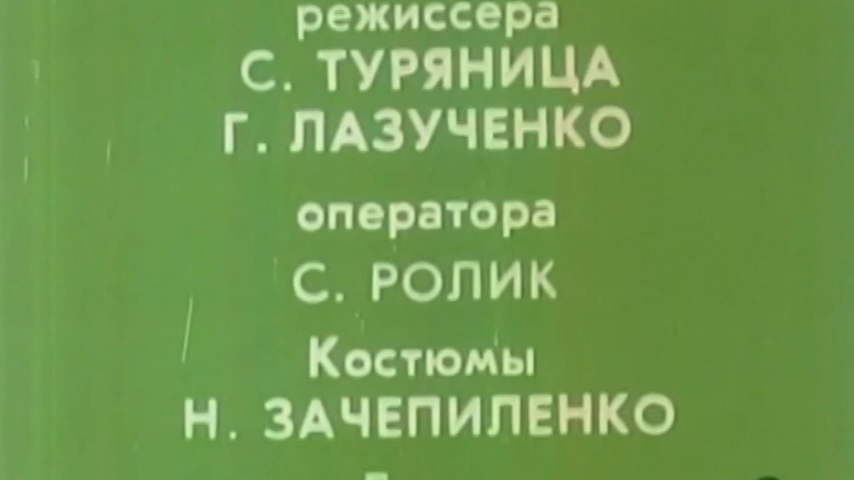 режиссера
С. ТУРЯНИЦА
Г. ЛАЗУЧЕНКО
оператора
С. РОЛИК
Костюмы
Н. ЗАЧЕПИЛЕНКО